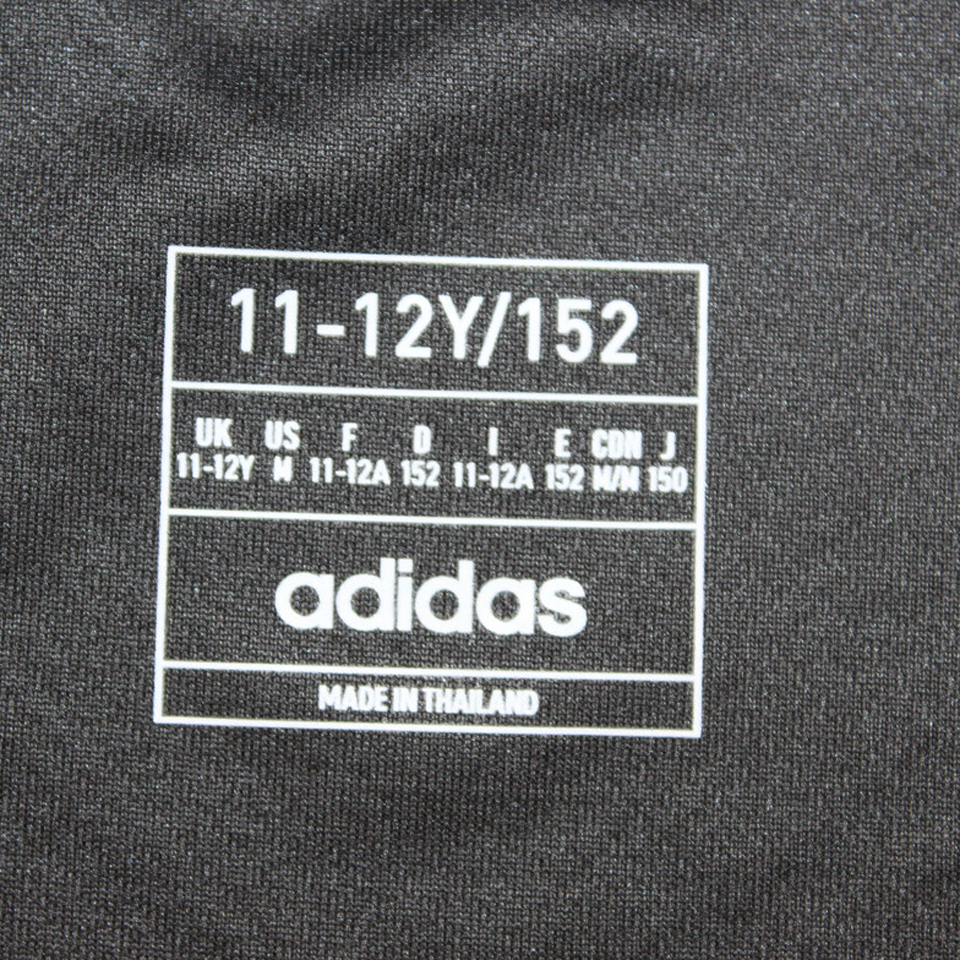 11-12Y/152
UK US F D I E CDN J
11-12Y M 11-12A 152 11-12A 152 M/M 150
adidas
MADE IN THAILAND